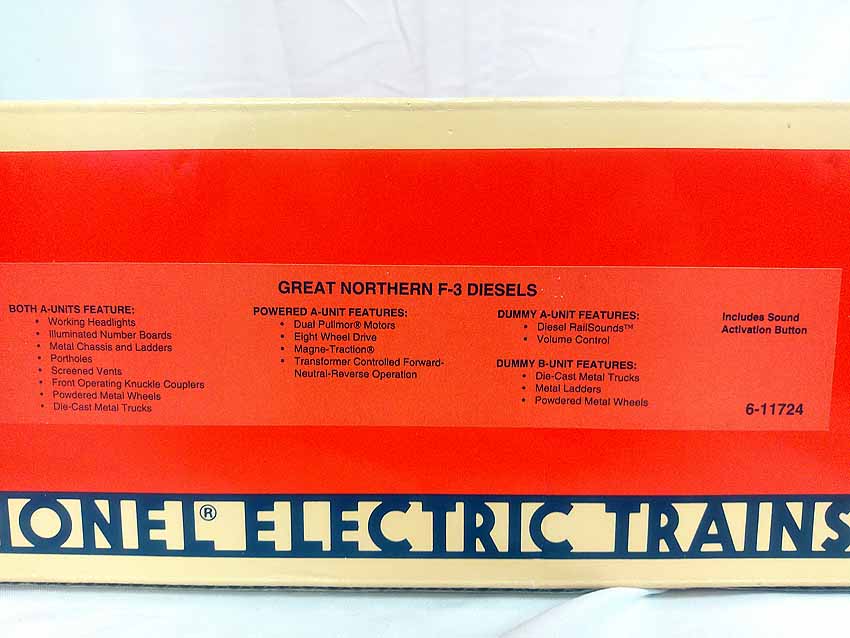 GREAT NORTHERN F-3 DIESELS
BOTH A-UNITS FEATURE:
• Working Headlights
• Illuminated Number Boards
• Metal Chassis and Ladders
• Portholes
• Screened Vents
• Front Operating Knuckle Couplers
• Powdered Metal Wheels
• Die-Cast Metal Trucks
POWERED A-UNIT FEATURES:
• Dual Pullmor® Motors
• Eight Wheel Drive
• Magne-Traction®
• Transformer Controlled Forward-
Neutral-Reverse Operation
DUMMY A-UNIT FEATURES:
• Diesel RailSounds™
• Volume Control
DUMMY B-UNIT FEATURES:
• Die-Cast Metal Trucks
• Metal Ladders
• Powdered Metal Wheels
Includes Sound
Activation Button
6-11724
IONEL® ELECTRIC TRAINS